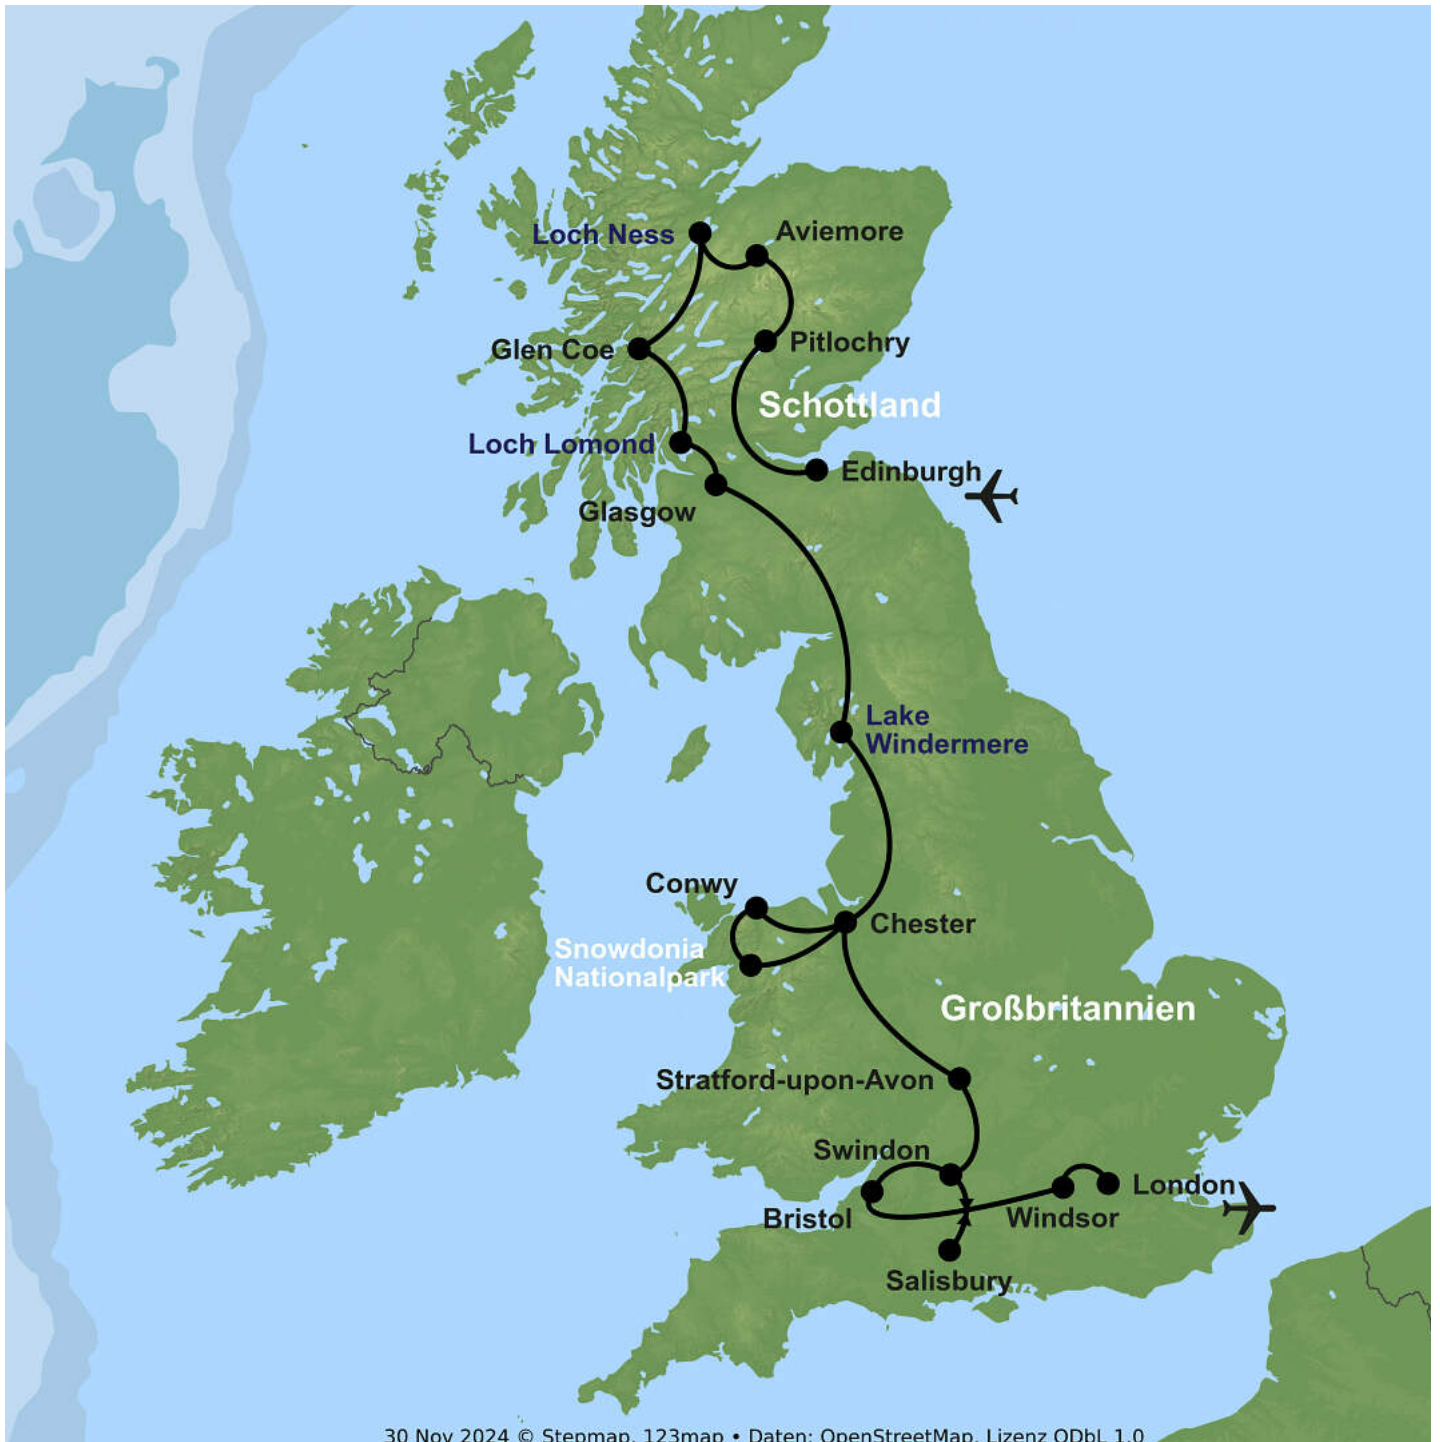 Loch Ness
Aviemore
Glen Coe
Pitlochry
Schottland
Loch Lomond
Edinburgh
Glasgow
Lake
Windermere
Conwy
Chester
Snowdonia
Nationalpark
Großbritannien
Stratford-upon-Avon
Swindon
London
Bristol
Windsor
Salisbury
30 Nov 2024 © Stepmap, 123map • Daten: OpenStreetMap, Lizenz ODbL 1.0